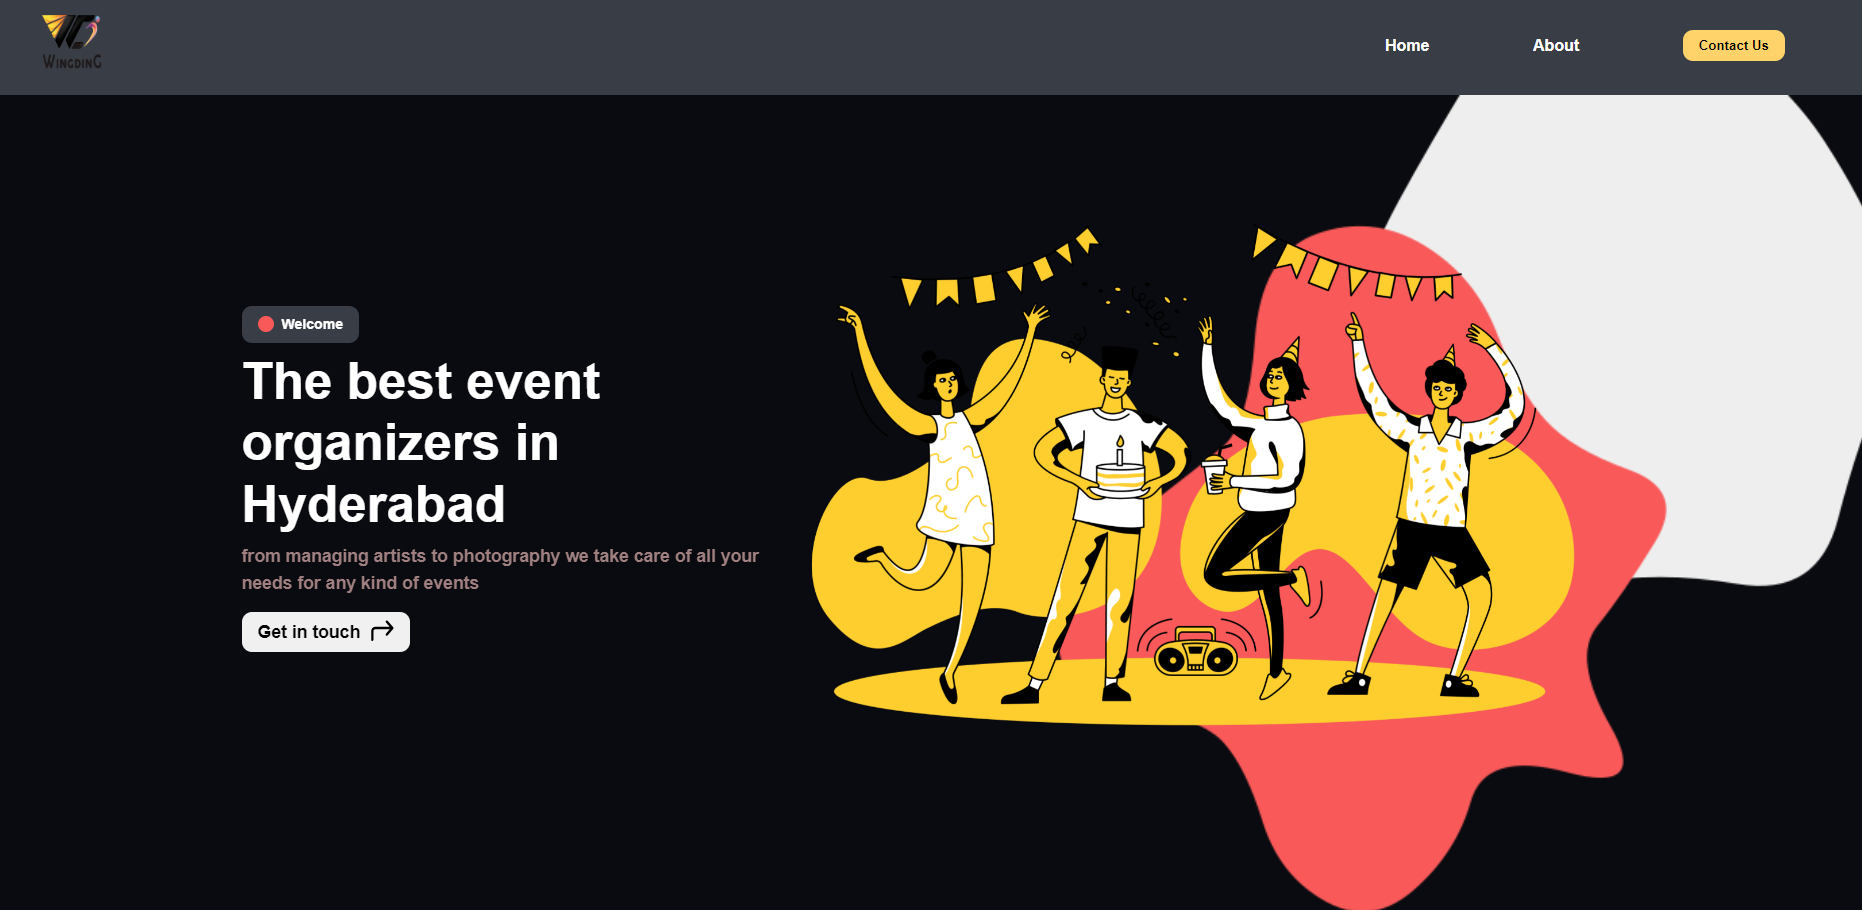 WINGDING
Home
About
Contact Us
Welcome
The best event
organizers in
Hyderabad
from managing artists to photography we take care of all your
needs for any kind of events
Get in touch